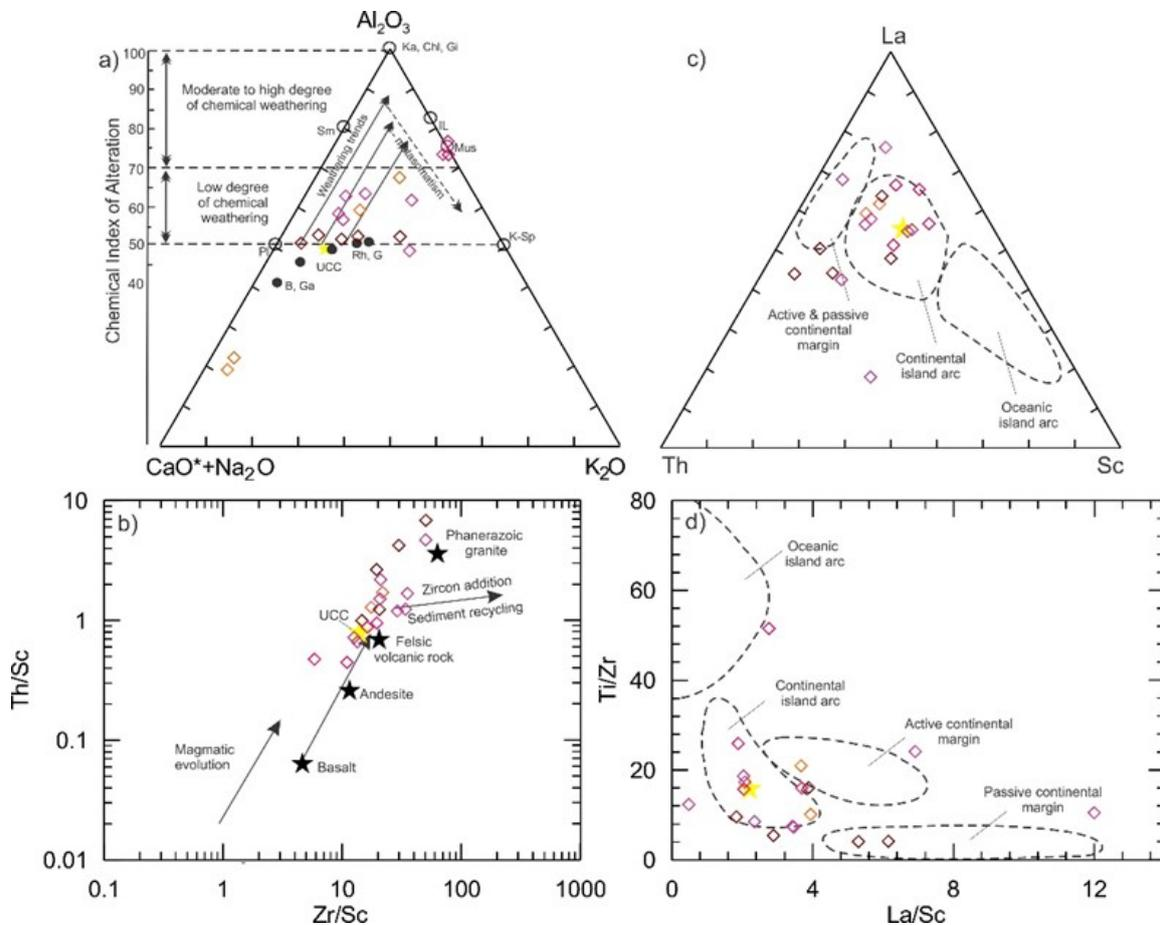 a)
Al2O3
Ka, Chl, Gi
100
90
80
70
60
50
40
Chemical Index of Alteration
Moderate to high degree
of chemical weathering
Low degree
of chemical
weathering
Sm
IL
Mus
Weathering trends
metasomatism
Pl
K-Sp
UCC
Rh, G
B, Ga
CaO*+Na2O
K2O
c)
La
Active & passive
continental
margin
Continental
island arc
Oceanic
island arc
Th
Sc
b)
10
1
0.1
0.01
Th/Sc
Phanerazoic
granite
Zircon addition
Sediment recycling
UCC
Felsic
volcanic rock
Andesite
Magmatic
evolution
Basalt
0.1
1
10
100
1000
Zr/Sc
d)
80
60
40
20
0
Ti/Zr
Oceanic
island arc
Continental
island arc
Active continental
margin
Passive continental
margin
0
4
8
12
La/Sc